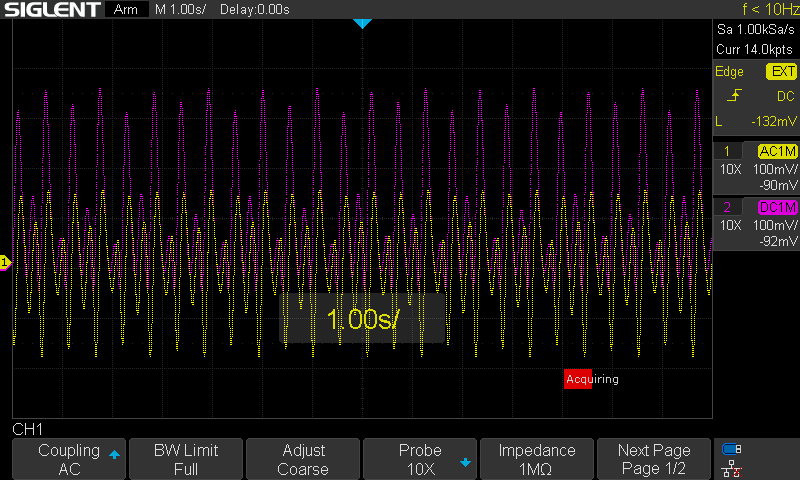 SIGLENT Arm M 1.00s/ Delay:0.00s f < 10Hz
Sa 1.00kSa/s
Curr 14.0kpts
Edge EXT
DC
L -132mV
1 AC1M
10X 100mV/
-90mV
2 DC1M
10X 100mV/
-92mV
1
1.00s/
Acquiring
CH1
Coupling BW Limit Adjust Probe Impedance Next Page
AC Full Coarse 10X 1MΩ Page 1/2